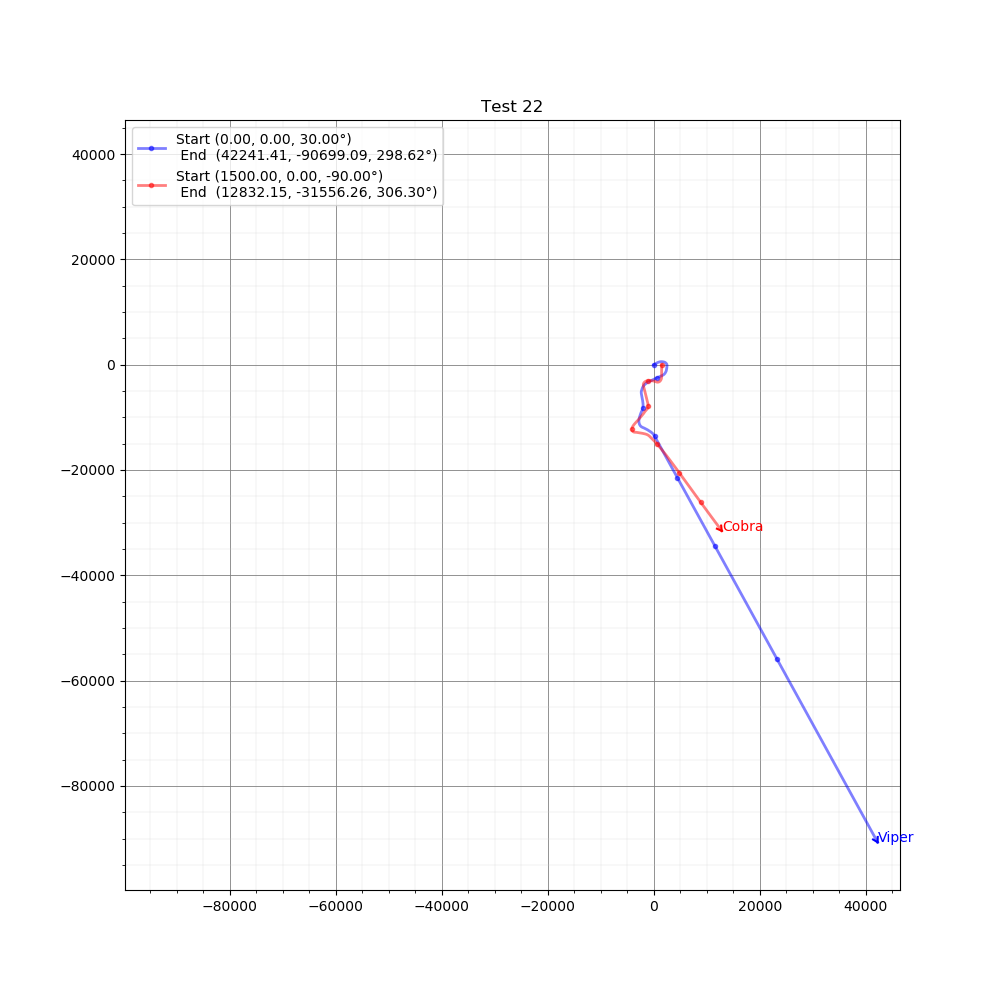 Test 22
Start (0.00, 0.00, 30.00°)
End (42241.41, -90699.09, 298.62°)
Start (1500.00, 0.00, -90.00°)
End (12832.15, -31556.26, 306.30°)
40000
20000
0
−20000
−40000
−60000
−80000
Cobra
Viper
−80000 −60000 −40000 −20000 0 20000 40000